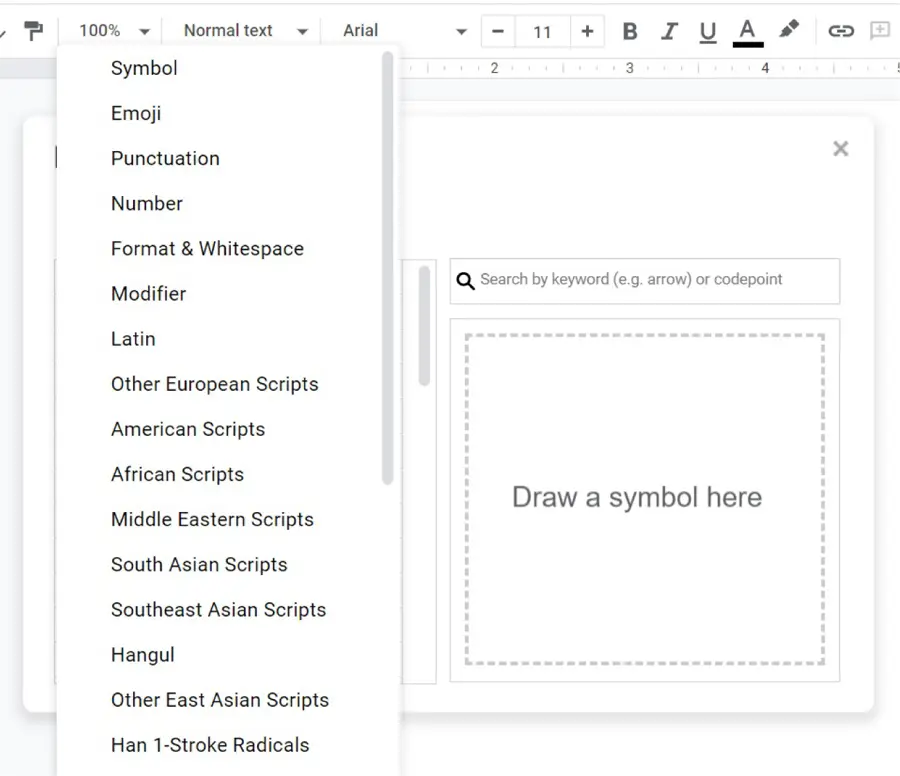 100% Normal text Arial 11 B I U A
2 3 4 5
Symbol
Emoji
Punctuation
Number
Format & Whitespace
Modifier
Latin
Other European Scripts
American Scripts
African Scripts
Middle Eastern Scripts
South Asian Scripts
Southeast Asian Scripts
Hangul
Other East Asian Scripts
Han 1-Stroke Radicals
Search by keyword (e.g. arrow) or codepoint
Draw a symbol here